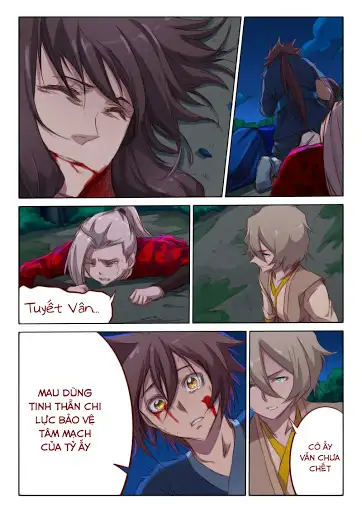 Tuyết Vân...
MAU DÙNG
TINH THẦN CHI
LỰC BẢO VỆ
TÂM MẠCH
CỦA TỶ ẤY
CÔ ẤY
VẪN CHƯA
CHẾT